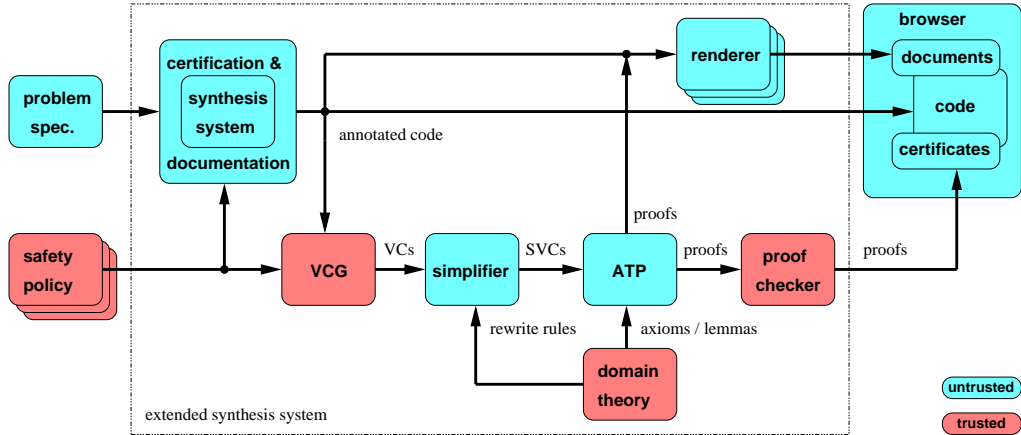 browser
certification &
renderer
documents
problem
spec.
synthesis
system
code
annotated code
documentation
certificates
proofs
safety
policy
VCG
VCs
simplifier
SVCs
ATP
proofs
proof
checker
proofs
rewrite rules
axioms / lemmas
domain
theory
extended synthesis system
untrusted
trusted